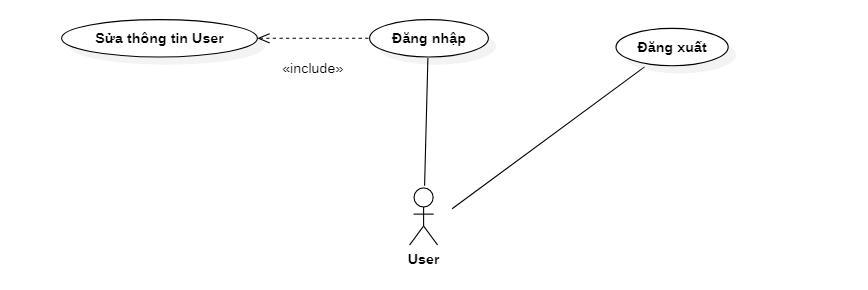 Sửa thông tin User
Đăng nhập
Đăng xuất
«include»
User